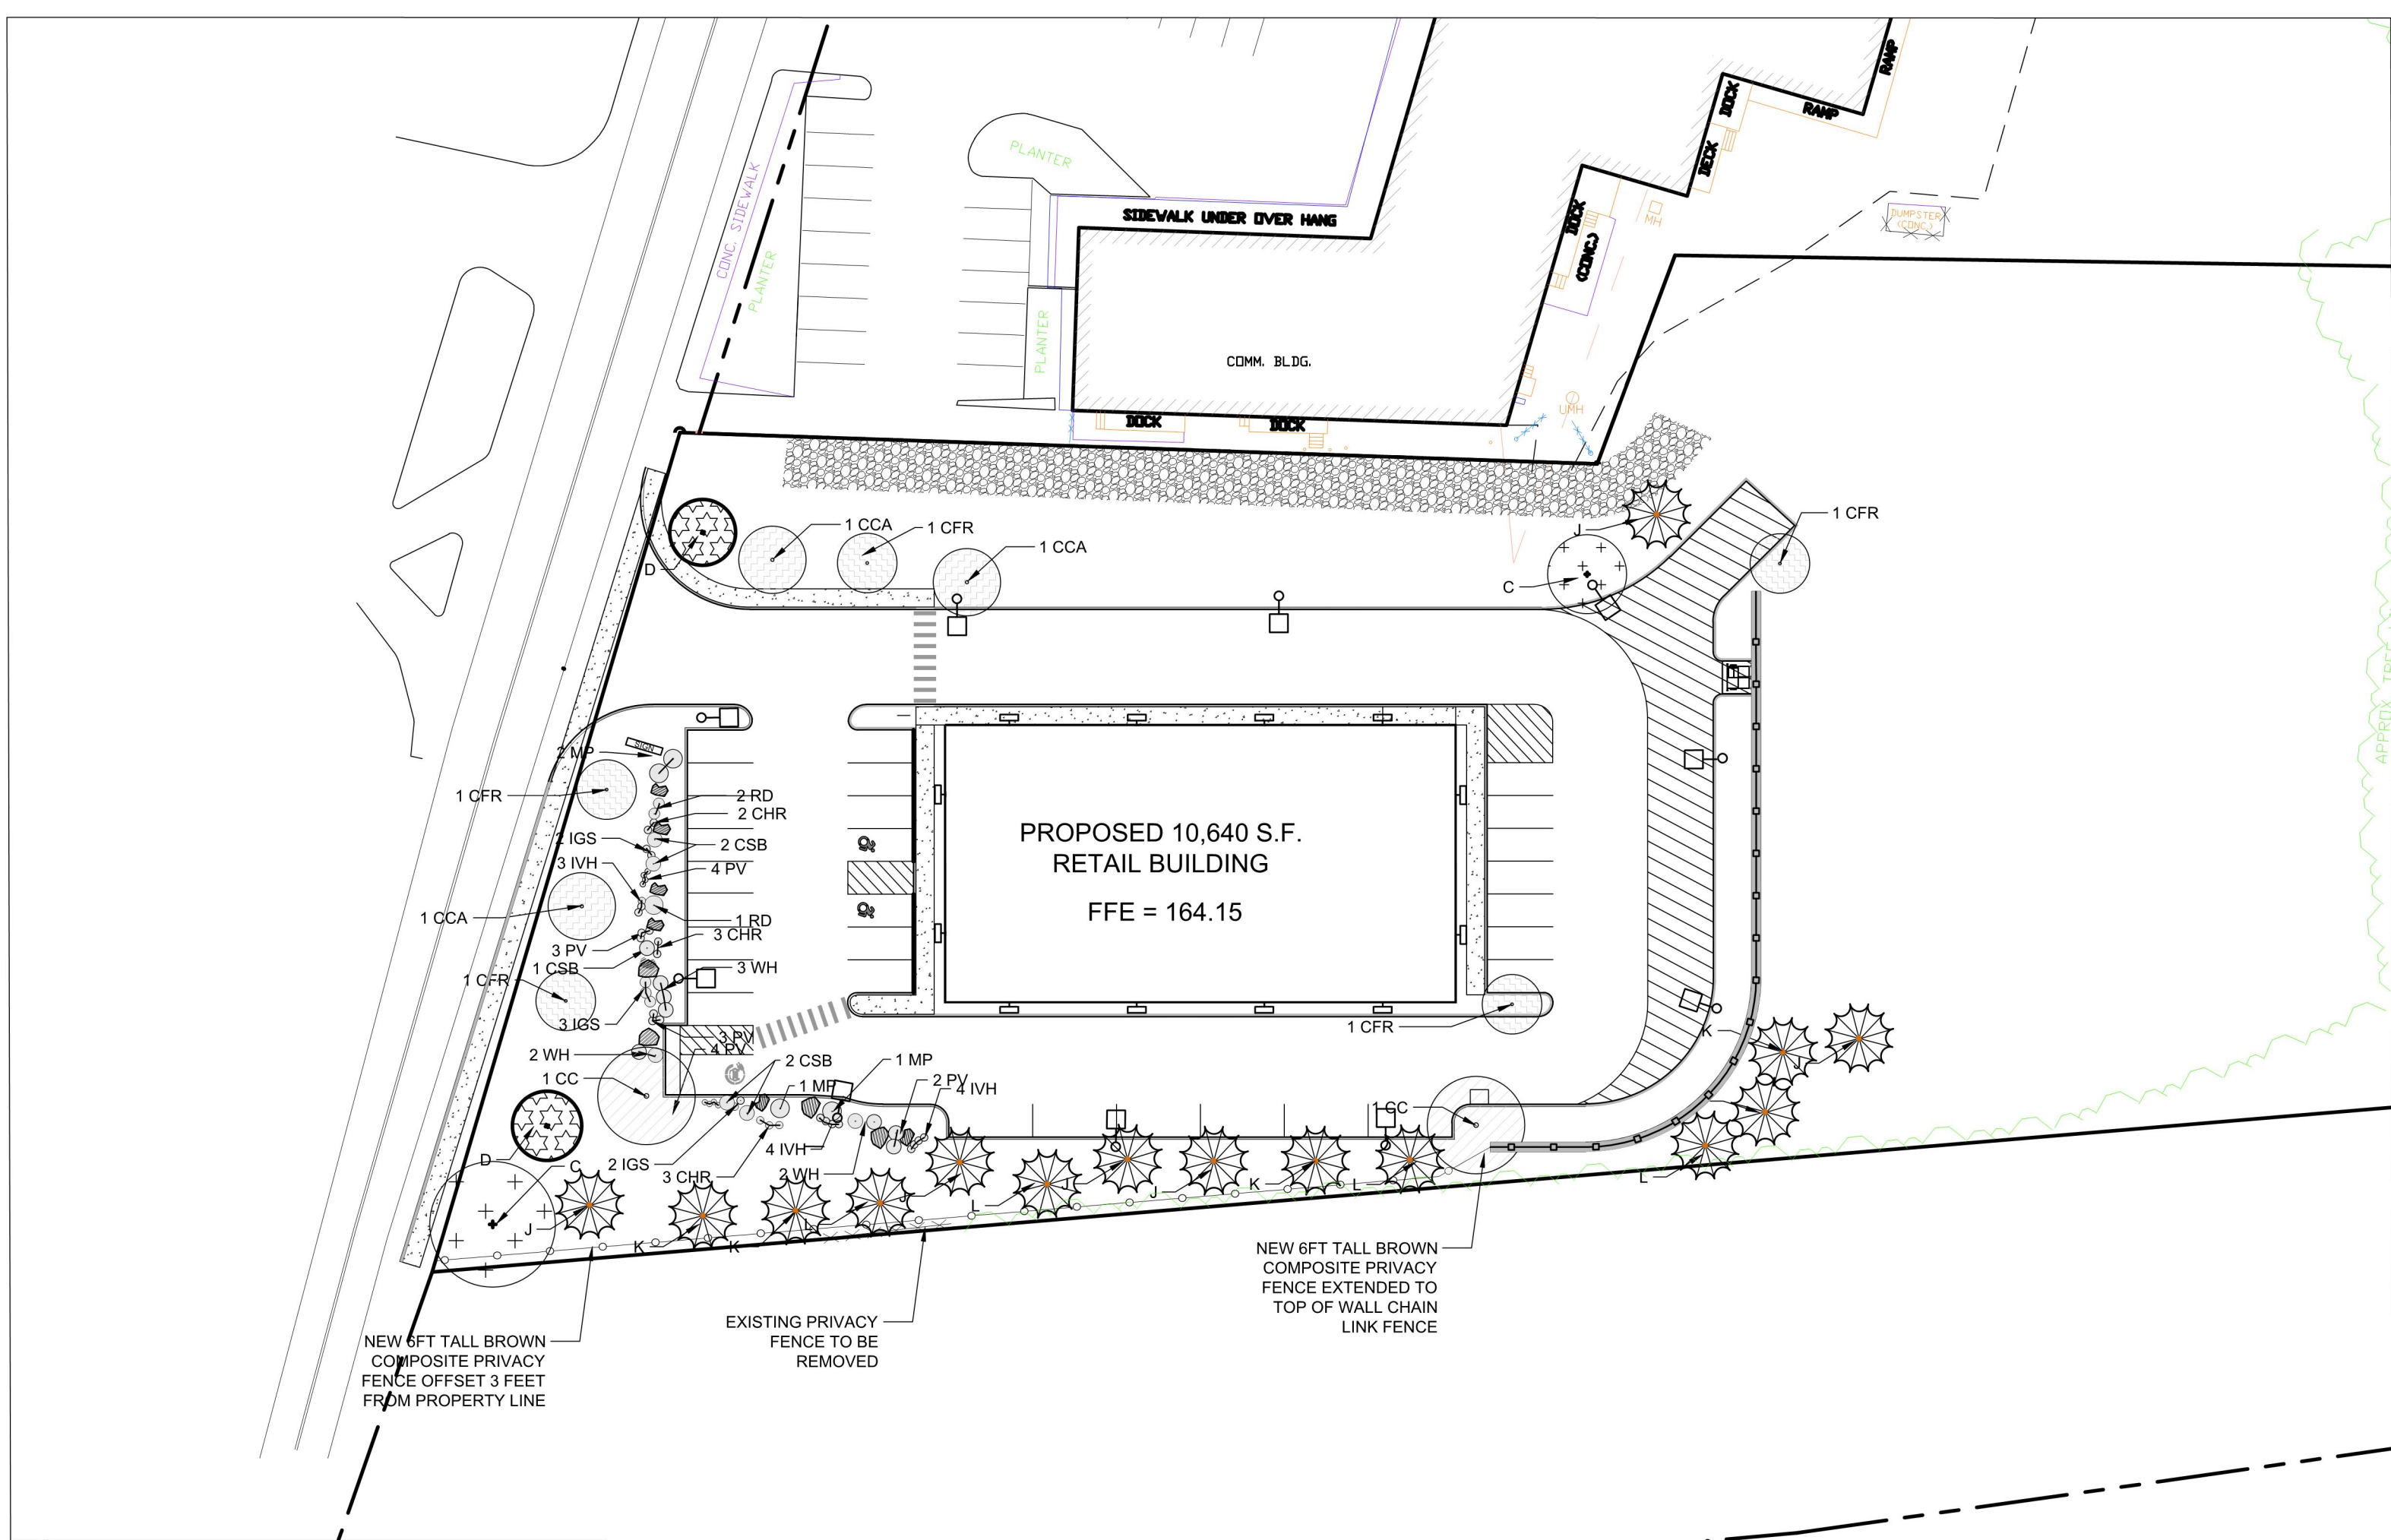 RAMP
DOCK
RAMP
DECK
PLANTER
CONC. SIDEWALK
PLANTER
SIDEWALK UNDER OVER HANG
DOCK
(CONC.)
MH
DUMPSTER
(CONC.)
PLANTER
COMM. BLDG.
UMH
DOCK
DOCK
1 CCA
1 CFR
1 CCA
J
1 CFR
D
C
SIGN
2 MP
1 CFR
2 RD
2 CHR
2 IGS
2 CSB
3 IVH
4 PV
1 CCA
1 RD
3 CHR
3 PV
1 CSB
3 WH
1 CFR
3 IGS
PROPOSED 10,640 S.F.
RETAIL BUILDING
FFE = 164.15
1 CFR
APPROX
3 PV
4 PV
2 WH
2 CSB
1 MP
1 CC
1 MP
2 PV
4 IVH
1 CC
K
D
C
2 IGS
4 IVH
3 CHR
2 WH
J
L
J
J
K
L
L
J
K
K
L
NEW 6FT TALL BROWN
COMPOSITE PRIVACY
FENCE OFFSET 3 FEET
FROM PROPERTY LINE
EXISTING PRIVACY
FENCE TO BE
REMOVED
NEW 6FT TALL BROWN
COMPOSITE PRIVACY
FENCE EXTENDED TO
TOP OF WALL CHAIN
LINK FENCE